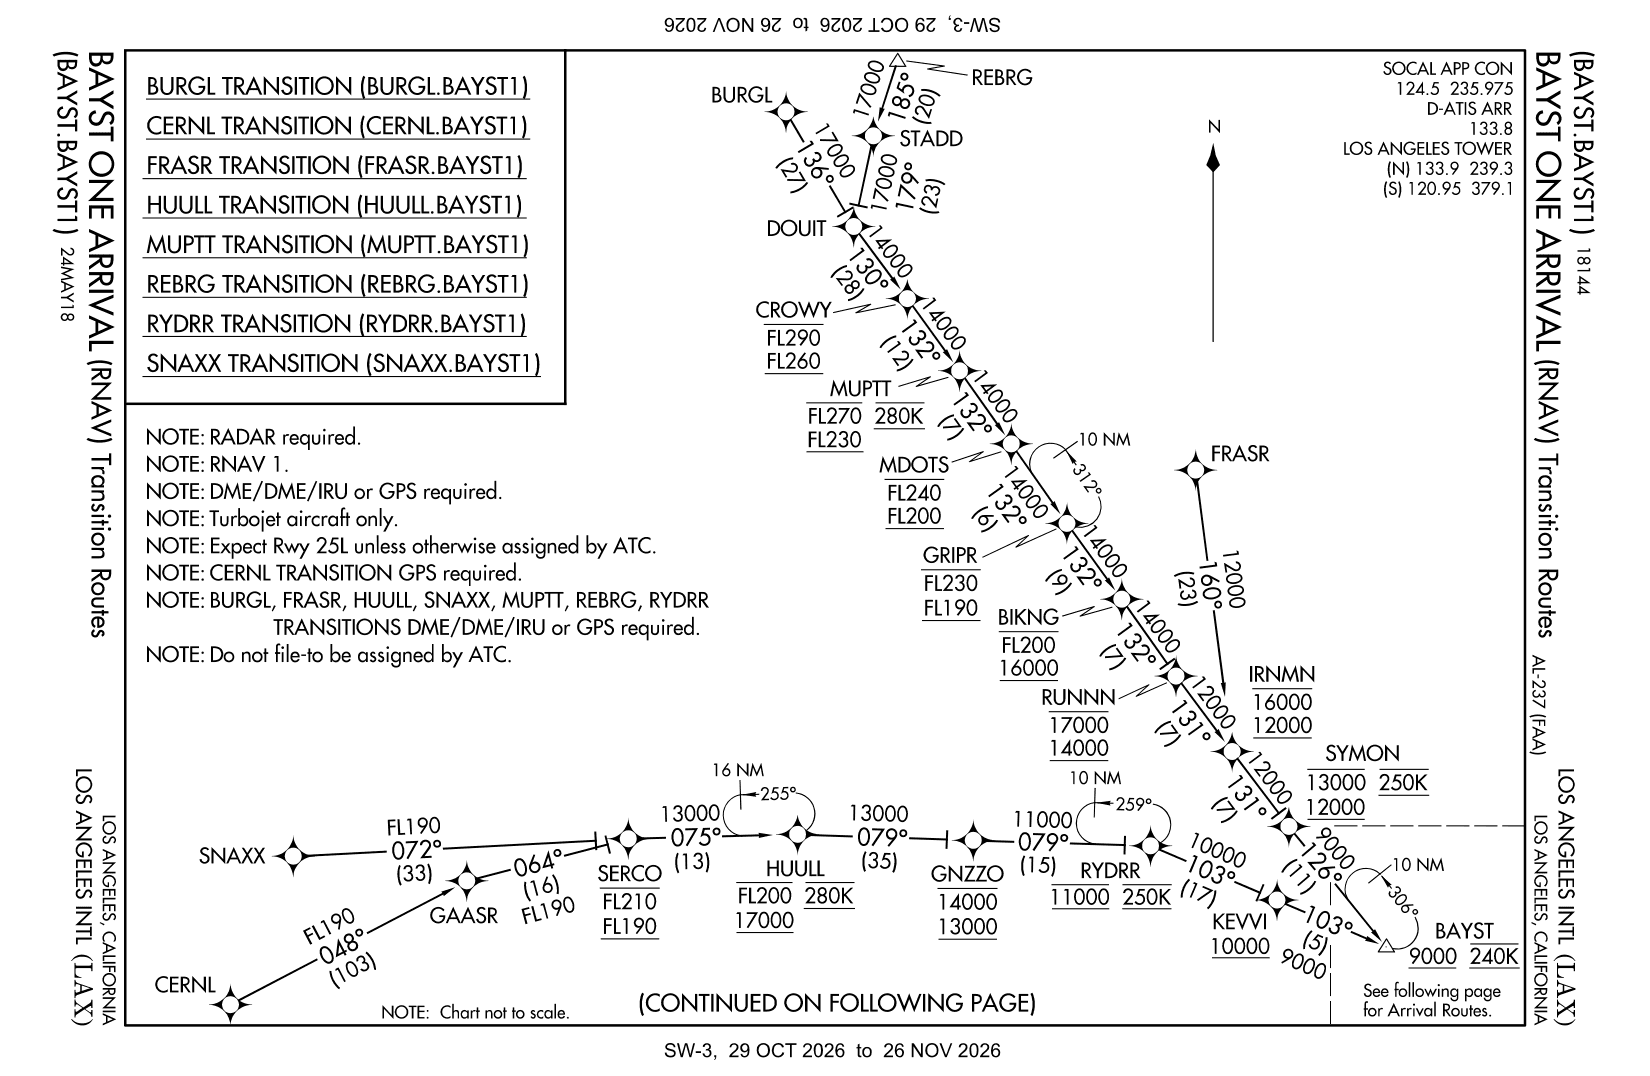 SW-3, 29 OCT 2026 to 26 NOV 2026
(BAYST.BAYST1) 24MAY18
BAYST ONE ARRIVAL (RNAV) Transition Routes
LOS ANGELES, CALIFORNIA
LOS ANGELES INTL (LAX)
BURGL TRANSITION (BURGL.BAYST1)
CERNL TRANSITION (CERNL.BAYST1)
FRASR TRANSITION (FRASR.BAYST1)
HUULL TRANSITION (HUULL.BAYST1)
MUPTT TRANSITION (MUPTT.BAYST1)
REBRG TRANSITION (REBRG.BAYST1)
RYDRR TRANSITION (RYDRR.BAYST1)
SNAXX TRANSITION (SNAXX.BAYST1)
NOTE: RADAR required.
NOTE: RNAV 1.
NOTE: DME/DME/IRU or GPS required.
NOTE: Turbojet aircraft only.
NOTE: Expect Rwy 25L unless otherwise assigned by ATC.
NOTE: CERNL TRANSITION GPS required.
NOTE: BURGL, FRASR, HUULL, SNAXX, MUPTT, REBRG, RYDRR
TRANSITIONS DME/DME/IRU or GPS required.
NOTE: Do not file-to be assigned by ATC.
SOCAL APP CON
124.5 235.975
D-ATIS ARR
133.8
LOS ANGELES TOWER
(N) 133.9 239.3
(S) 120.95 379.1
N
REBRG
17000
185°
(20)
BURGL
17000
136°
(27)
STADD
17000
179°
(23)
DOUIT
14000
130°
(28)
CROWY
FL290
FL260
14000
132°
(12)
MUPTT
FL270 280K
FL230
14000
132°
(7)
MDOTS
FL240
FL200
10 NM
312°
14000
132°
(6)
GRIPR
FL230
FL190
14000
132°
(9)
BIKNG
FL200
16000
14000
132°
(7)
RUNNN
17000
14000
12000
131°
(7)
FRASR
12000
160°
(23)
IRNMN
16000
12000
12000
131°
(7)
SYMON
13000 250K
12000
9000
126°
(11)
10 NM
306°
BAYST
9000 240K
SNAXX
FL190
072°
(33)
CERNL
FL190
048°
(103)
GAASR
064°
(16)
FL190
SERCO
FL210
FL190
13000
075°
(13)
16 NM
255°
HUULL
FL200 280K
17000
13000
079°
(35)
GNZZO
14000
13000
11000
079°
(15)
10 NM
259°
RYDRR
11000 250K
10000
103°
(17)
KEVVI
10000
103°
(5)
9000
NOTE: Chart not to scale.
(CONTINUED ON FOLLOWING PAGE)
See following page
for Arrival Routes.
(BAYST.BAYST1) 18144
BAYST ONE ARRIVAL (RNAV) Transition Routes
AL-237 (FAA)
LOS ANGELES INTL (LAX)
LOS ANGELES, CALIFORNIA
SW-3, 29 OCT 2026 to 26 NOV 2026